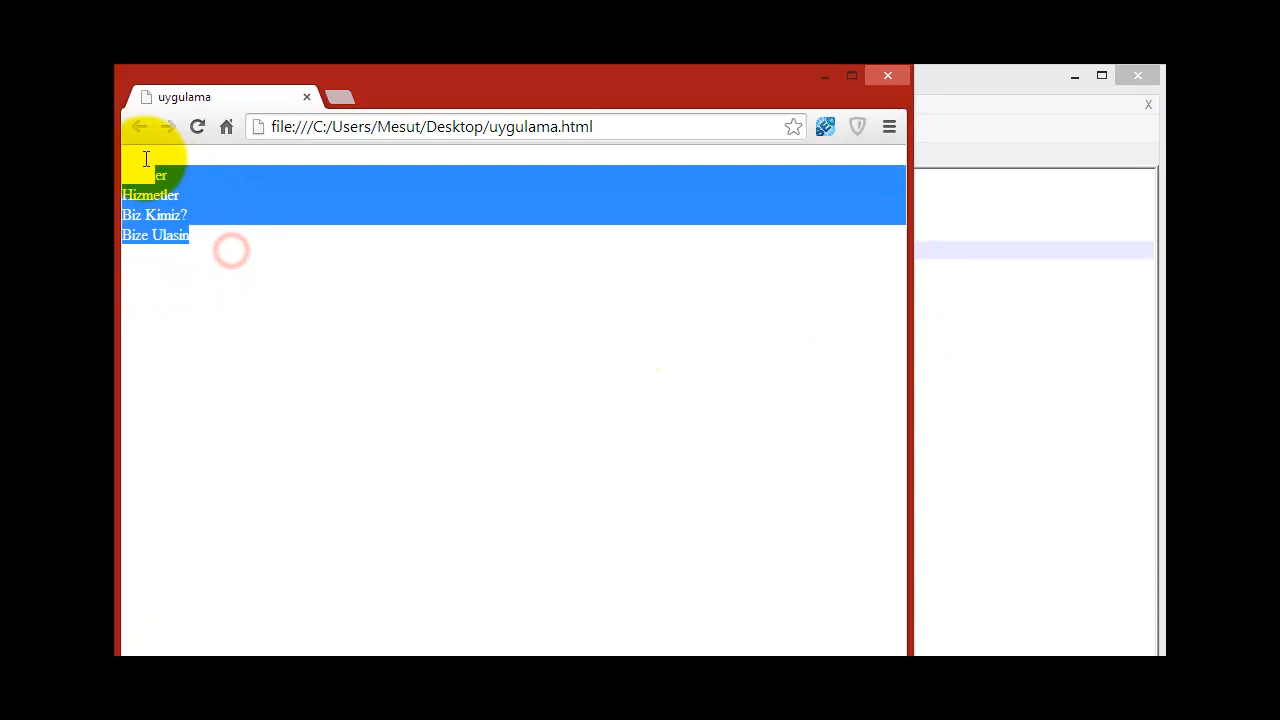 uygulama
file:///C:/Users/Mesut/Desktop/uygulama.html
X
Hizmetler
Biz Kimiz?
Bize Ulasin